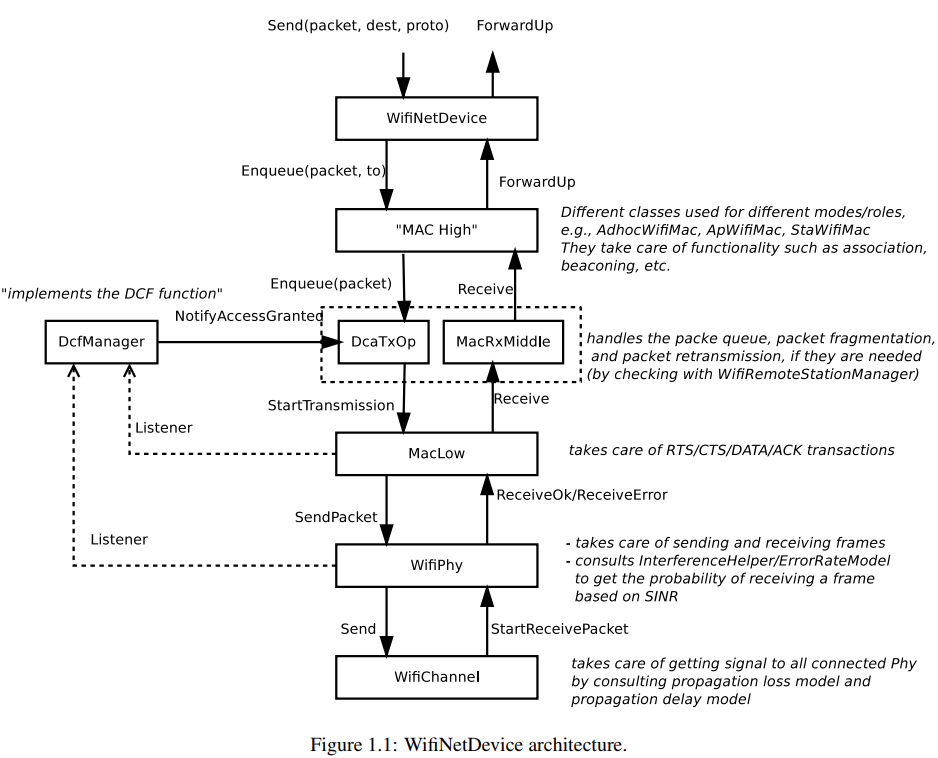 Send(packet, dest, proto)
ForwardUp
WifiNetDevice
Enqueue(packet, to)
ForwardUp
"MAC High"
Different classes used for different modes/roles,
e.g., AdhocWifiMac, ApWifiMac, StaWifiMac
They take care of functionality such as association,
beaconing, etc.
Enqueue(packet)
Receive
"implements the DCF function"
NotifyAccessGranted
DcfManager
DcaTxOp
MacRxMiddle
handles the packe queue, packet fragmentation,
and packet retransmission, if they are needed
(by checking with WifiRemoteStationManager)
StartTransmission
Receive
Listener
MacLow
takes care of RTS/CTS/DATA/ACK transactions
ReceiveOk/ReceiveError
SendPacket
Listener
WifiPhy
- takes care of sending and receiving frames
- consults InterferenceHelper/ErrorRateModel
to get the probability of receiving a frame
based on SINR
Send
StartReceivePacket
WifiChannel
takes care of getting signal to all connected Phy
by consulting propagation loss model and
propagation delay model
Figure 1.1: WifiNetDevice architecture.